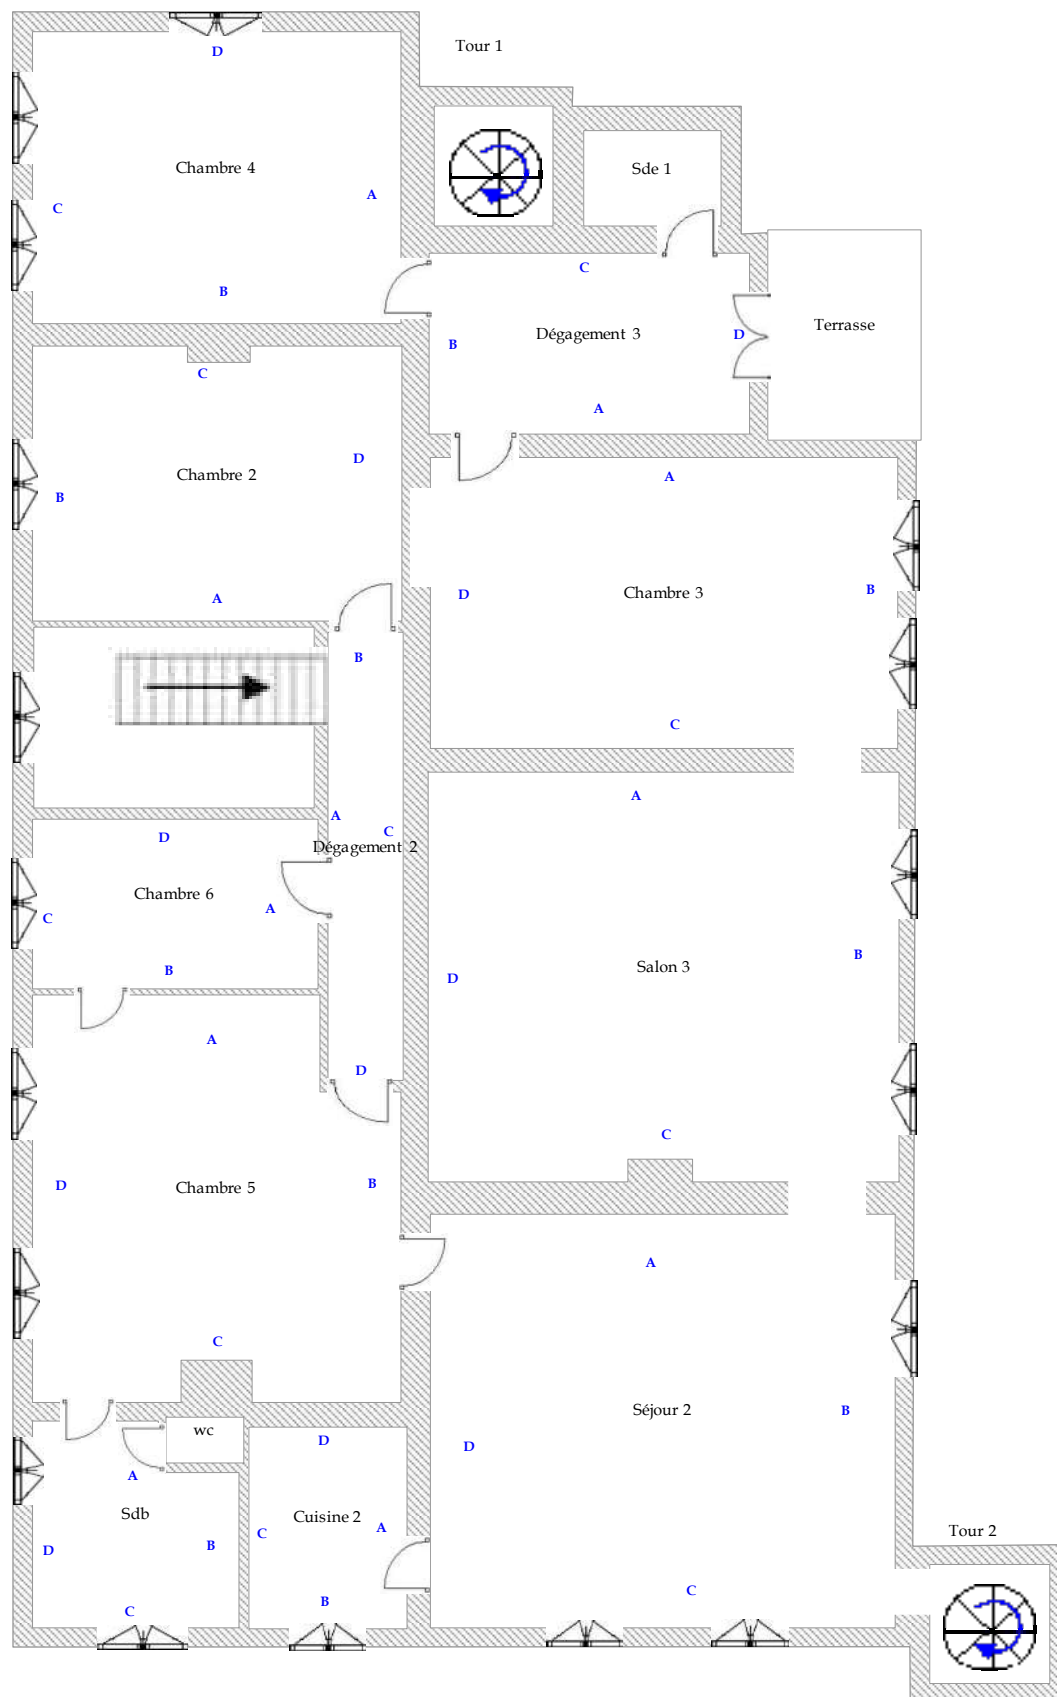 Tour 1
D
Chambre 4
Sde 1
A
C
B
C
Dégagement 3
Terrasse
D
B
A
C
Chambre 2
D
B
A
A
Chambre 3
D
B
C
B
A
C
Dégagement 2
D
D
Chambre 6
C
A
B
A
Salon 3
B
D
C
A
D
Chambre 5
B
C
A
Séjour 2
B
D
C
wc
A
Sdb
D
B
C
D
Cuisine 2
A
C
B
Tour 2